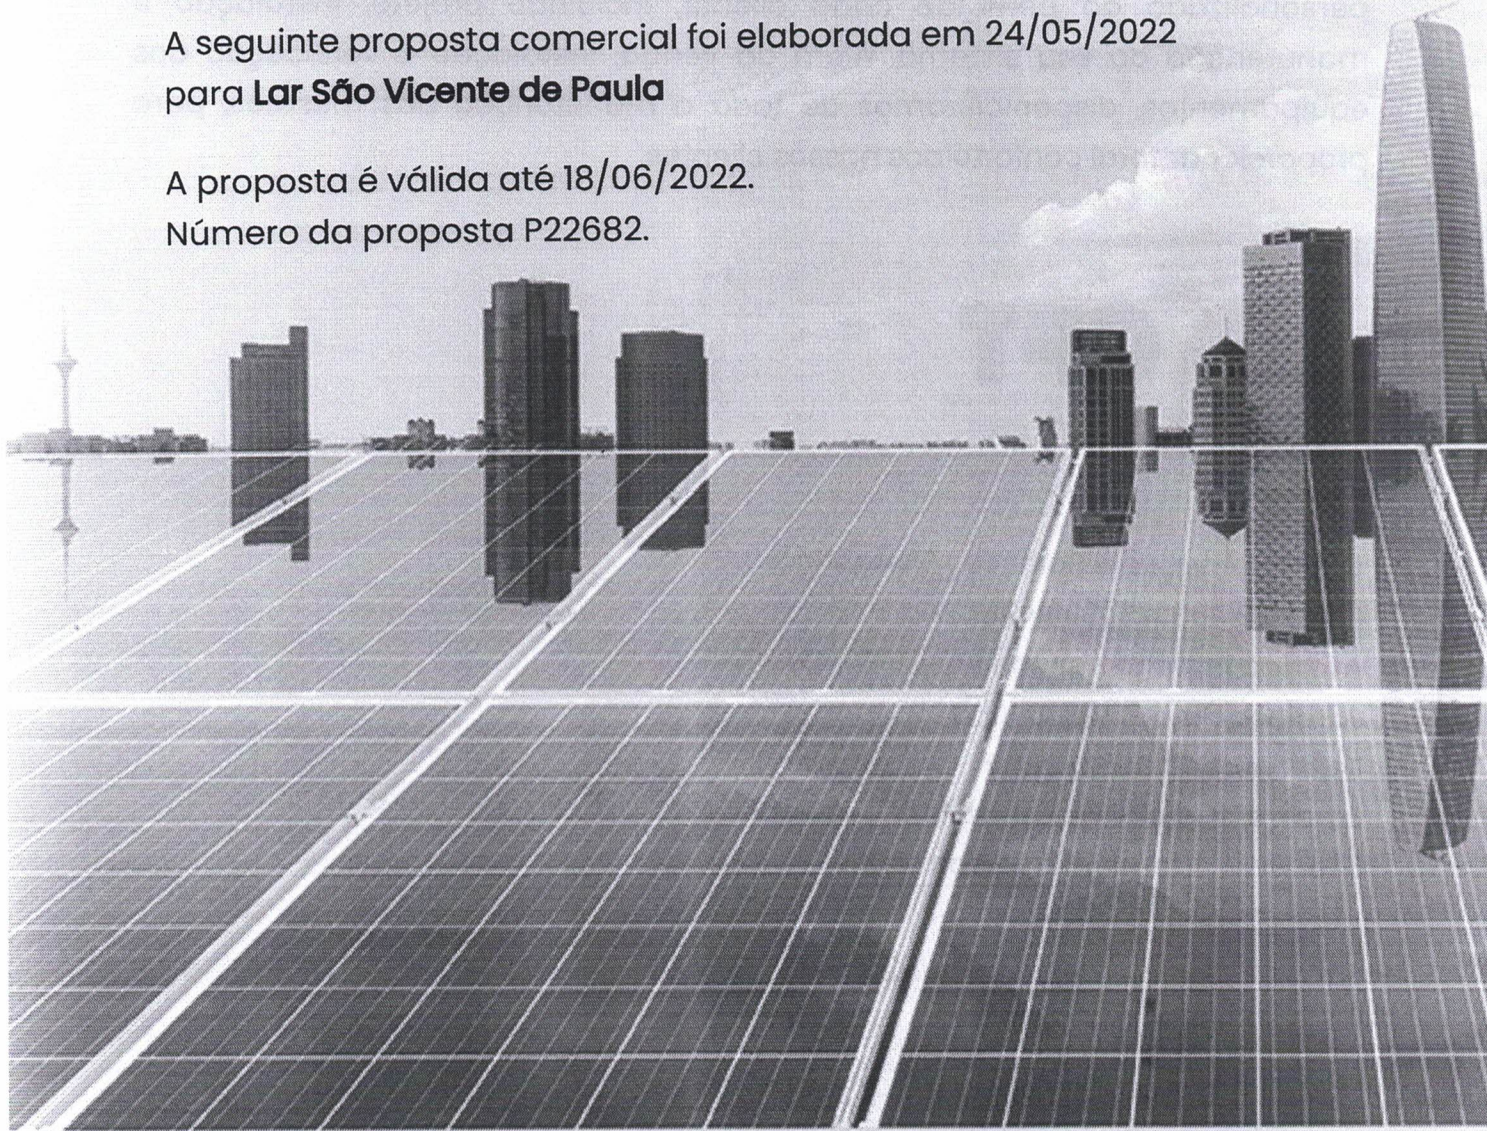 A seguinte proposta comercial foi elaborada em 24/05/2022
para Lar São Vicente de Paula
A proposta é válida até 18/06/2022.
Número da proposta P22682.